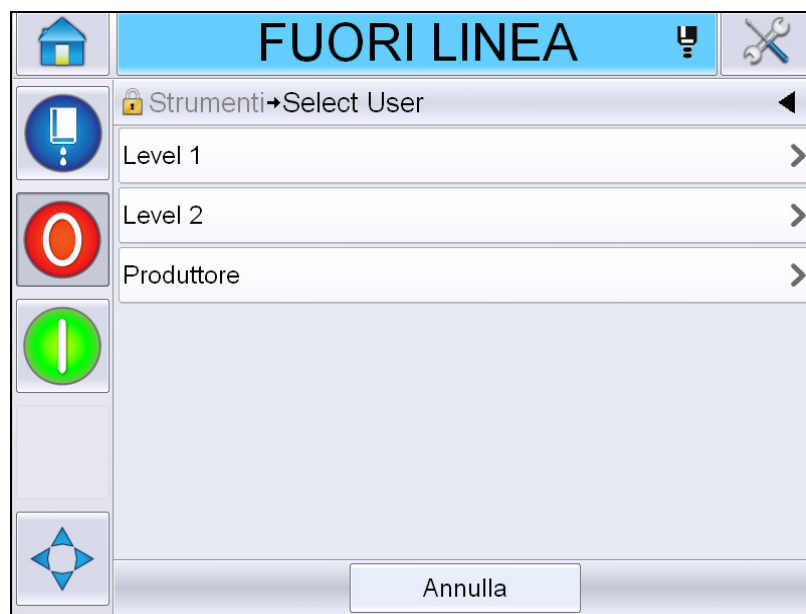 FUORI LINEA
Strumenti→Select User
Level 1
Level 2
Produttore
Annulla